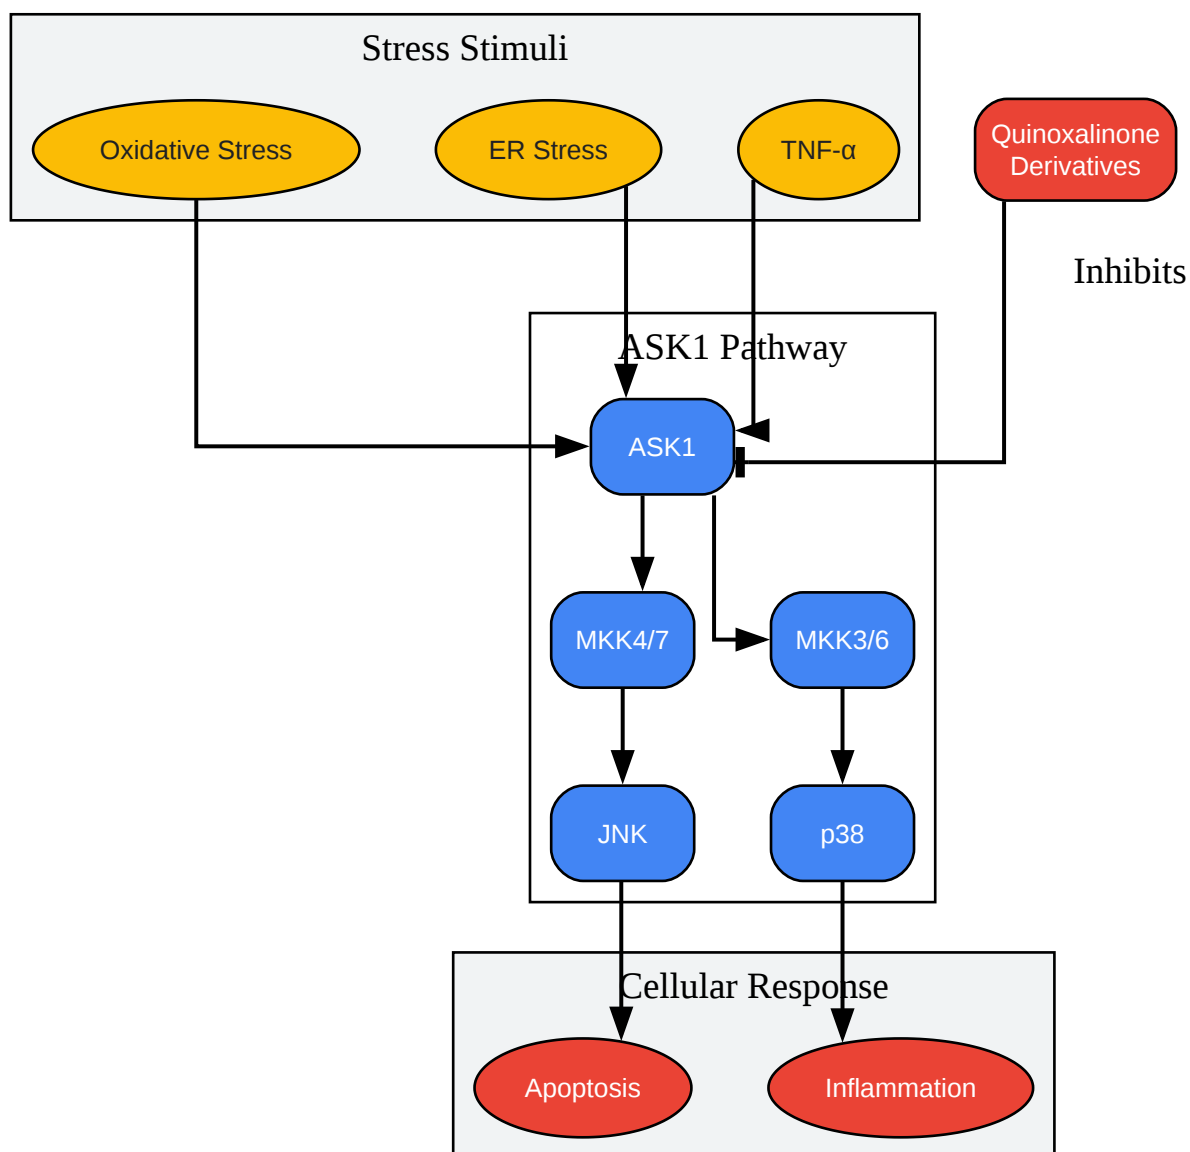 Stress Stimuli
Oxidative Stress
ER Stress
TNF-α
Quinoxalinone
Derivatives
Inhibits
ASK1 Pathway
ASK1
MKK4/7
MKK3/6
JNK
p38
Cellular Response
Apoptosis
Inflammation